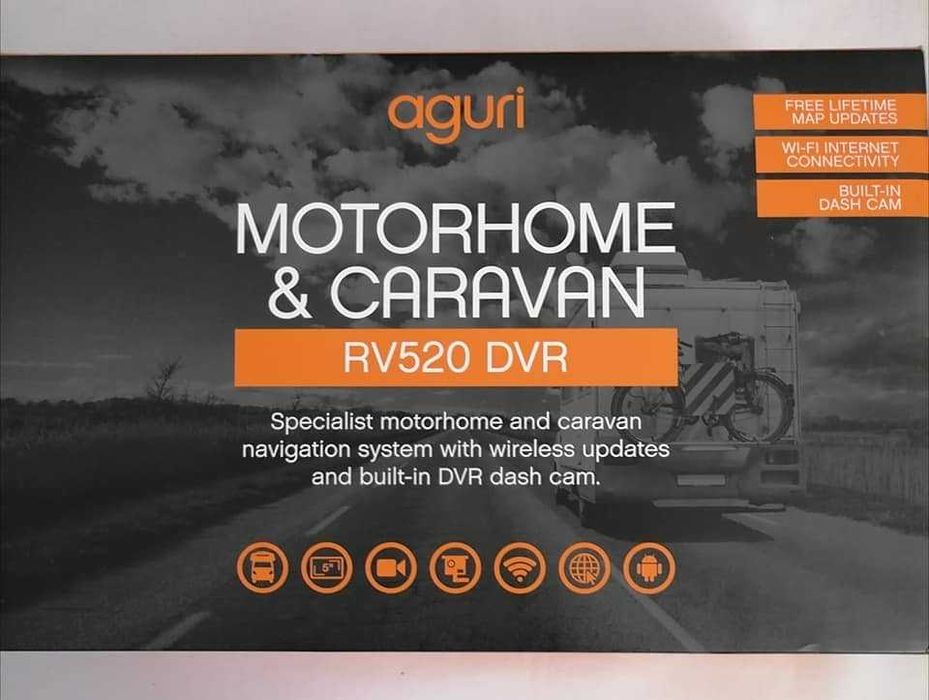 aguri
FREE LIFETIME
MAP UPDATES
WI-FI INTERNET
CONNECTIVITY
BUILT-IN
DASH CAM
MOTORHOME
& CARAVAN
RV520 DVR
Specialist motorhome and caravan
navigation system with wireless updates
and built-in DVR dash cam.
5"